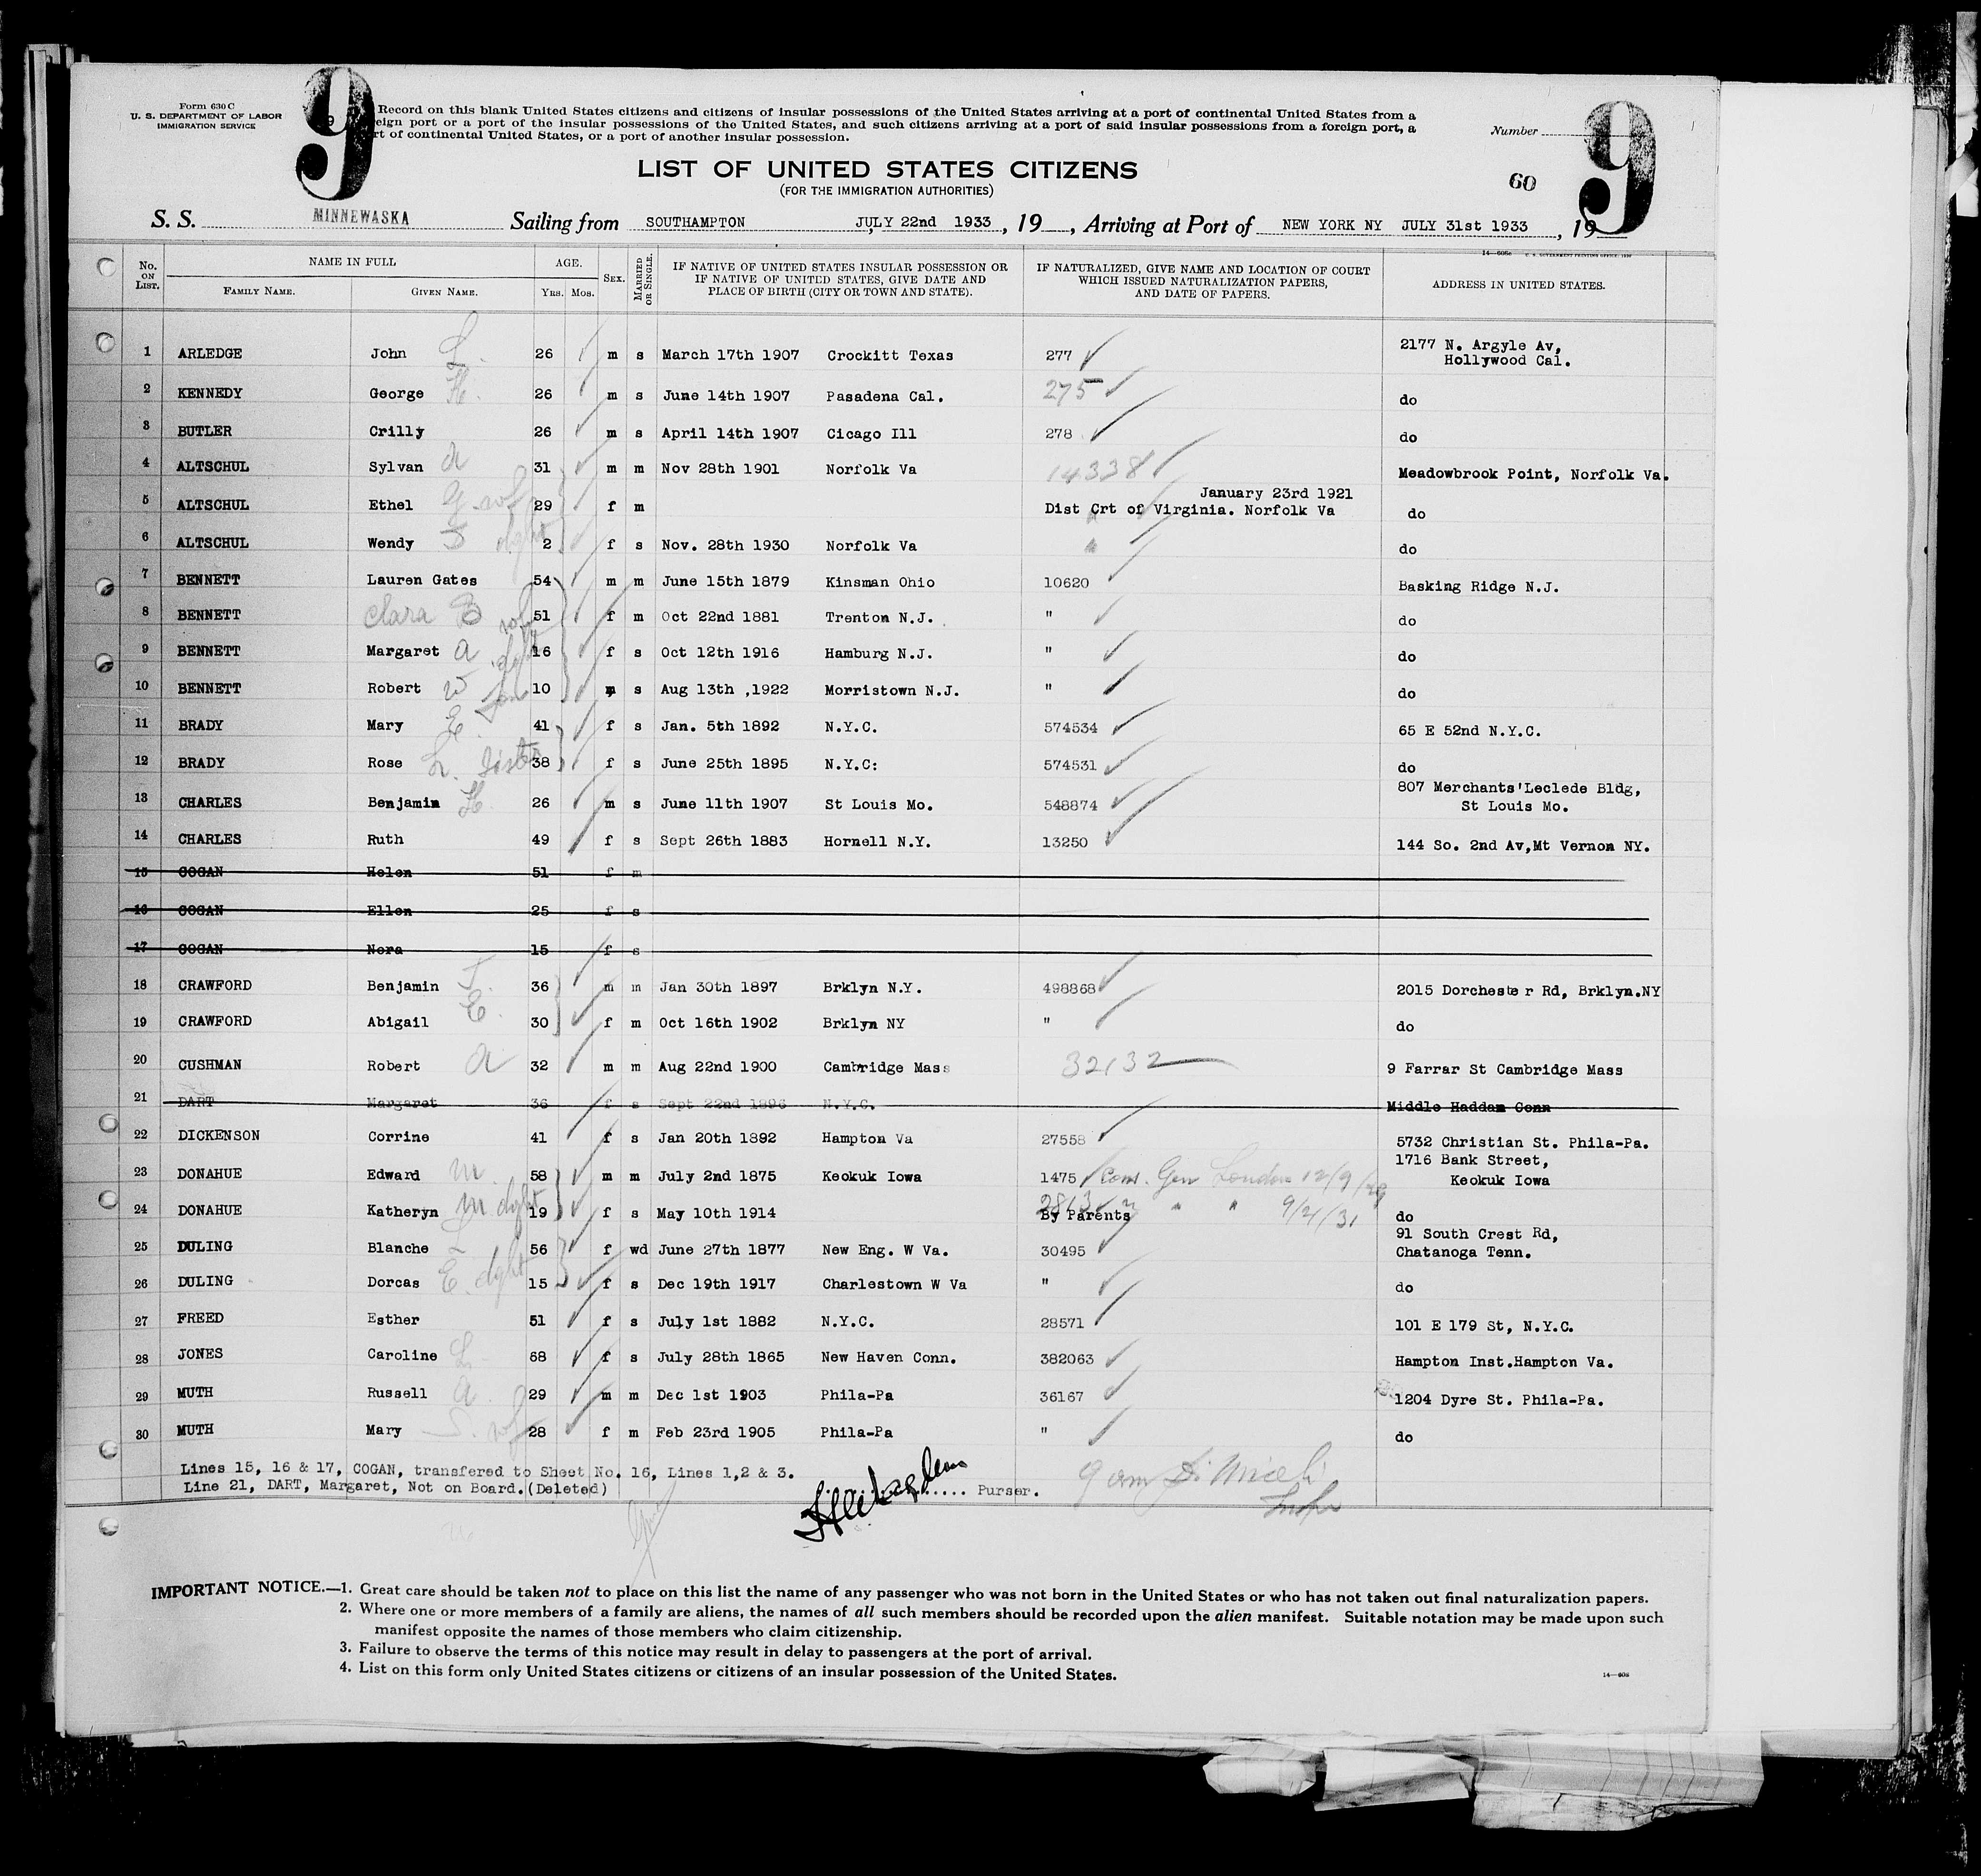 Form 630 C
U. S. DEPARTMENT OF LABOR
IMMIGRATION SERVICE
9
Record on this blank United States citizens and citizens of insular possessions of the United States arriving at a port of continental United States from a
eign port or a port of the insular possessions of the United States, and such citizens arriving at a port of said insular possessions from a foreign port, a
rt of continental United States, or a port of another insular possession.
Number
9
LIST OF UNITED STATES CITIZENS
(FOR THE IMMIGRATION AUTHORITIES)
60
S. S. MINNEWASKA Sailing from SOUTHAMPTON JULY 22nd 1933, 19 , Arriving at Port of NEW YORK NY JULY 31st 1933, 19
No. ON LIST. NAME IN FULL FAMILY NAME. GIVEN NAME. AGE. Yrs. Mos. SEX. MARRIED OR SINGLE. IF NATIVE OF UNITED STATES INSULAR POSSESSION OR IF NATIVE OF UNITED STATES, GIVE DATE AND PLACE OF BIRTH (CITY OR TOWN AND STATE). IF NATURALIZED, GIVE NAME AND LOCATION OF COURT WHICH ISSUED NATURALIZATION PAPERS, AND DATE OF PAPERS. ADDRESS IN UNITED STATES.
1 ARLEDGE John L. 26 m s March 17th 1907 Crockitt Texas 277 2177 N. Argyle Av, Hollywood Cal.
2 KENNEDY George H. 26 m s June 14th 1907 Pasadena Cal. 275 do
3 BUTLER Crilly 26 m s April 14th 1907 Cicago Ill 278 do
4 ALTSCHUL Sylvan A 31 m m Nov 28th 1901 Norfolk Va 14338 Meadowbrook Point, Norfolk Va.
5 ALTSCHUL Ethel G wf 29 f m January 23rd 1921 Dist Crt of Virginia. Norfolk Va do
6 ALTSCHUL Wendy dght 2 f s Nov. 28th 1930 Norfolk Va " do
7 BENNETT Lauren Gates 54 m m June 15th 1879 Kinsman Ohio 10620 Basking Ridge N.J.
8 BENNETT Clara B wf 51 f m Oct 22nd 1881 Trenton N.J. " do
9 BENNETT Margaret A dght 16 f s Oct 12th 1916 Hamburg N.J. " do
10 BENNETT Robert W son 10 m s Aug 13th ,1922 Morristown N.J. " do
11 BRADY Mary E. 41 f s Jan. 5th 1892 N.Y.C. 574534 65 E 52nd N.Y.C.
12 BRADY Rose L. sister 38 f s June 25th 1895 N.Y.C: 574531 do
13 CHARLES Benjamin H. 26 m s June 11th 1907 St Louis Mo. 548874 807 Merchants'Leclede Bldg, St Louis Mo.
14 CHARLES Ruth 49 f s Sept 26th 1883 Hornell N.Y. 13250 144 So. 2nd Av,Mt Vernon NY.
15 COGAN Helen 51 f m
16 COGAN Ellen 25 f s
17 COGAN Nora 15 f s
18 CRAWFORD Benjamin J. 36 m m Jan 30th 1897 Brklyn N.Y. 498868 2015 Dorcheste r Rd, Brklyn.NY
19 CRAWFORD Abigail E. 30 f m Oct 16th 1902 Brklyn NY " do
20 CUSHMAN Robert A 32 m m Aug 22nd 1900 Cambridge Mass 32132 9 Farrar St Cambridge Mass
21 DART Margaret 36 f s Sept 22nd 1896 N.Y.C. Middle Haddam Conn
22 DICKENSON Corrine 41 f s Jan 20th 1892 Hampton Va 27558 5732 Christian St. Phila-Pa.
23 DONAHUE Edward M. 58 m m July 2nd 1875 Keokuk Iowa 1475 Con. Gen London 12/9/29 1716 Bank Street, Keokuk Iowa
24 DONAHUE Katheryn M. dght 19 f s May 10th 1914 2813 By Parents " " 9/2/31 do
25 DULING Blanche 56 f wd June 27th 1877 New Eng. W Va. 30495 91 South Crest Rd, Chatanoga Tenn.
26 DULING Dorcas E. dght 15 f s Dec 19th 1917 Charlestown W Va " do
27 FREED Esther 51 f s July 1st 1882 N.Y.C. 28571 101 E 179 St, N.Y.C.
28 JONES Caroline L. 68 f s July 28th 1865 New Haven Conn. 382063 Hampton Inst.Hampton Va.
29 MUTH Russell A. 29 m m Dec 1st 1903 Phila-Pa 36167 1204 Dyre St. Phila-Pa.
30 MUTH Mary S. wf 28 f m Feb 23rd 1905 Phila-Pa " do
Lines 15, 16 & 17, COGAN, transfered to Sheet No. 16, Lines 1,2 & 3.
Line 21, DART, Margaret, Not on Board.(Deleted)
Purser.
IMPORTANT NOTICE.—1. Great care should be taken not to place on this list the name of any passenger who was not born in the United States or who has not taken out final naturalization papers.
2. Where one or more members of a family are aliens, the names of all such members should be recorded upon the alien manifest. Suitable notation may be made upon such
manifest opposite the names of those members who claim citizenship.
3. Failure to observe the terms of this notice may result in delay to passengers at the port of arrival.
4. List on this form only United States citizens or citizens of an insular possession of the United States.